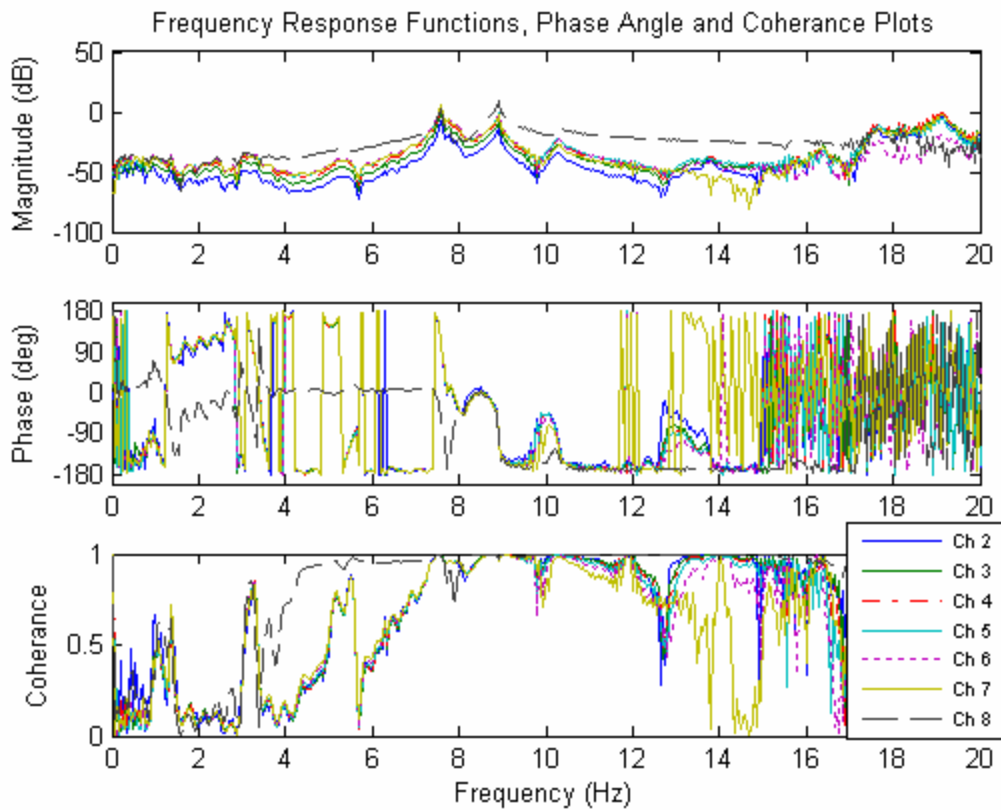 Frequency Response Functions, Phase Angle and Coherance Plots
Magnitude (dB)
50
0
-50
-100
0 2 4 6 8 10 12 14 16 18 20
Phase (deg)
180
90
0
-90
-180
0 2 4 6 8 10 12 14 16 18 20
Coherance
1
0.5
0
0 2 4 6 8 10 12 14 16 18 20
Frequency (Hz)
Ch 2
Ch 3
Ch 4
Ch 5
Ch 6
Ch 7
Ch 8